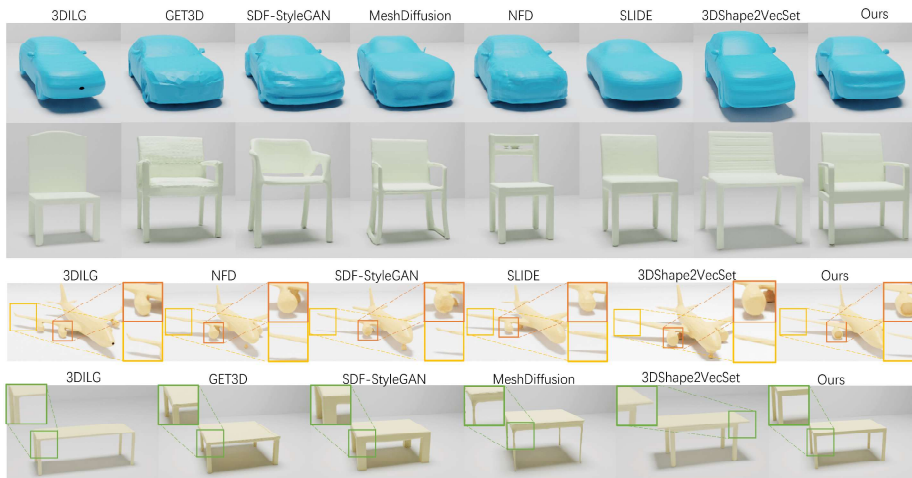 3DILG GET3D SDF-StyleGAN MeshDiffusion NFD SLIDE 3DShape2VecSet Ours
3DILG NFD SDF-StyleGAN SLIDE 3DShape2VecSet Ours
3DILG GET3D SDF-StyleGAN MeshDiffusion 3DShape2VecSet Ours